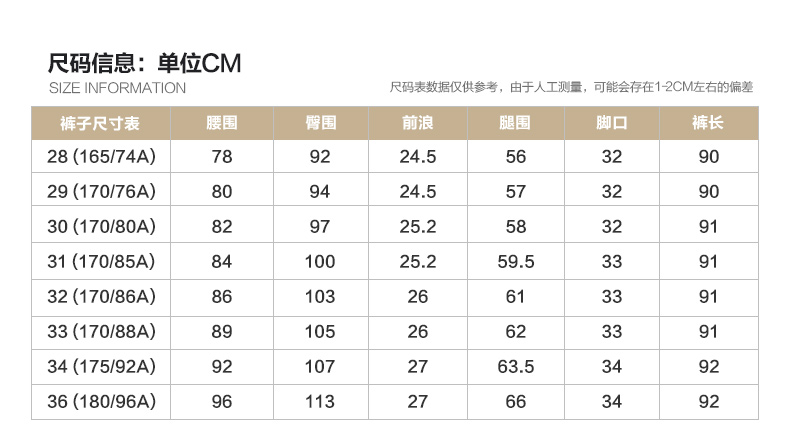 尺码信息：单位CM
SIZE INFORMATION
尺码表数据仅供参考，由于人工测量，可能会存在1-2CM左右的偏差
裤子尺寸表 腰围 臀围 前浪 腿围 脚口 裤长
28 (165/74A) 78 92 24.5 56 32 90
29 (170/76A) 80 94 24.5 57 32 90
30 (170/80A) 82 97 25.2 58 32 91
31 (170/85A) 84 100 25.2 59.5 33 91
32 (170/86A) 86 103 26 61 33 91
33 (170/88A) 89 105 26 62 33 91
34 (175/92A) 92 107 27 63.5 34 92
36 (180/96A) 96 113 27 66 34 92